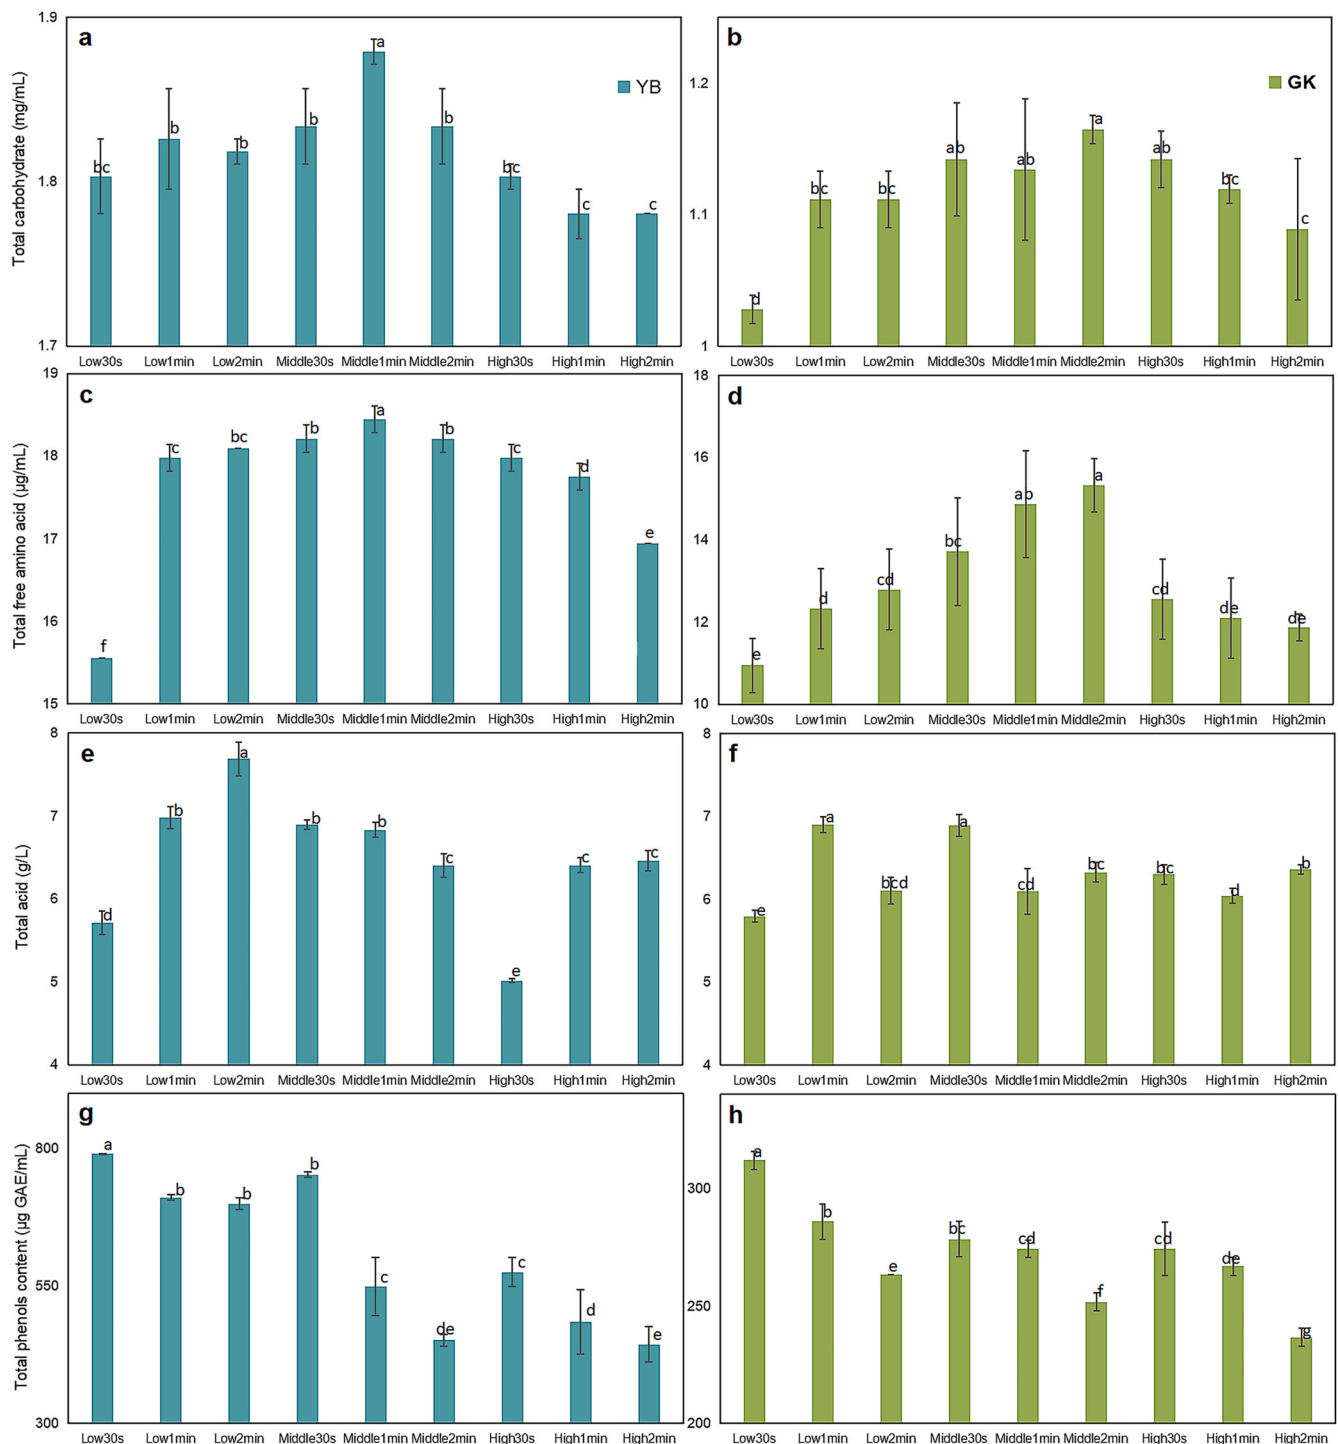 a
YB
Total carbohydrate (mg/mL)
1.9
1.8
1.7
bc b b b a b bc c c
Low30s Low1min Low2min Middle30s Middle1min Middle2min High30s High1min High2min
b
GK
1.2
1.1
1
d bc bc ab ab a ab bc c
Low30s Low1min Low2min Middle30s Middle1min Middle2min High30s High1min High2min
c
Total free amino acid (µg/mL)
19
18
17
16
15
f c bc b a b c d e
Low30s Low1min Low2min Middle30s Middle1min Middle2min High30s High1min High2min
d
18
16
14
12
10
e d cd bc ab a cd de de
Low30s Low1min Low2min Middle30s Middle1min Middle2min High30s High1min High2min
e
Total acid (g/L)
8
7
6
5
4
d b a b b c e c c
Low30s Low1min Low2min Middle30s Middle1min Middle2min High30s High1min High2min
f
8
7
6
5
4
e a bcd a cd bc bc d b
Low30s Low1min Low2min Middle30s Middle1min Middle2min High30s High1min High2min
g
Total phenols content (µg GAE/mL)
800
550
300
a b b b c de c d e
Low30s Low1min Low2min Middle30s Middle1min Middle2min High30s High1min High2min
h
300
250
200
a b e bc cd f cd de g
Low30s Low1min Low2min Middle30s Middle1min Middle2min High30s High1min High2min